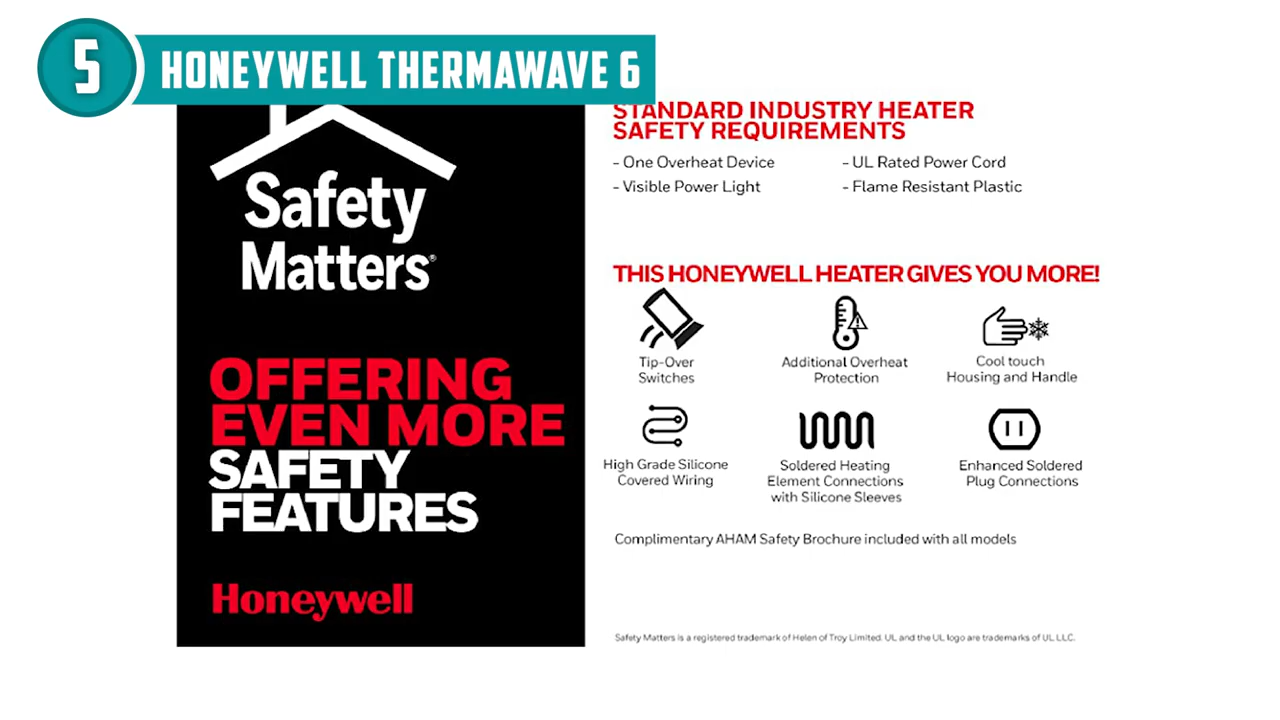 5
HONEYWELL THERMAWAVE 6
Safety
Matters®
OFFERING
EVEN MORE
SAFETY
FEATURES
Honeywell
STANDARD INDUSTRY HEATER
SAFETY REQUIREMENTS
- One Overheat Device
- UL Rated Power Cord
- Visible Power Light
- Flame Resistant Plastic
THIS HONEYWELL HEATER GIVES YOU MORE!
Tip-Over
Switches
Additional Overheat
Protection
Cool touch
Housing and Handle
High Grade Silicone
Covered Wiring
Soldered Heating
Element Connections
with Silicone Sleeves
Enhanced Soldered
Plug Connections
Complimentary AHAM Safety Brochure included with all models
Safety Matters is a registered trademark of Helen of Troy Limited. UL and the UL logo are trademarks of UL LLC.